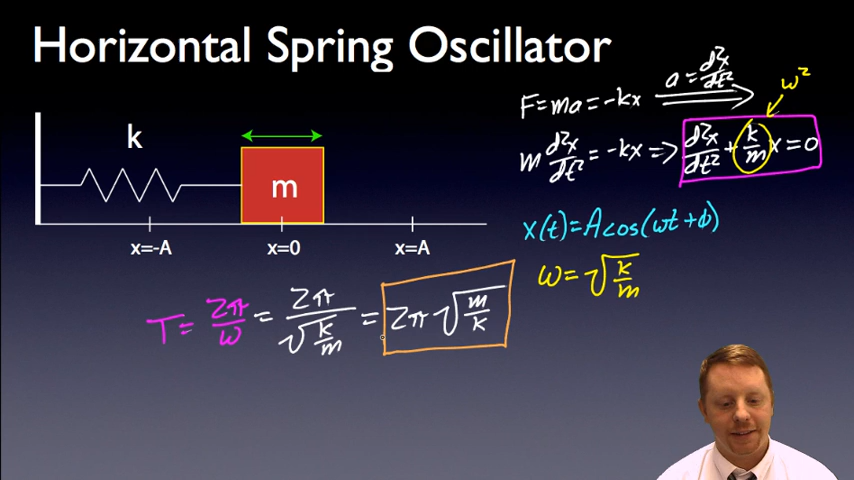 Horizontal Spring Oscillator
k
m
x=-A x=0 x=A
F=ma=-kx a=d²x/dt²
ω²
m d²x/dt² = -kx => d²x/dt² + k/m x = 0
x(t)=Acos(ωt+ϕ)
ω=√(k/m)
T= 2π/ω = 2π/√(k/m) = 2π √(m/k)